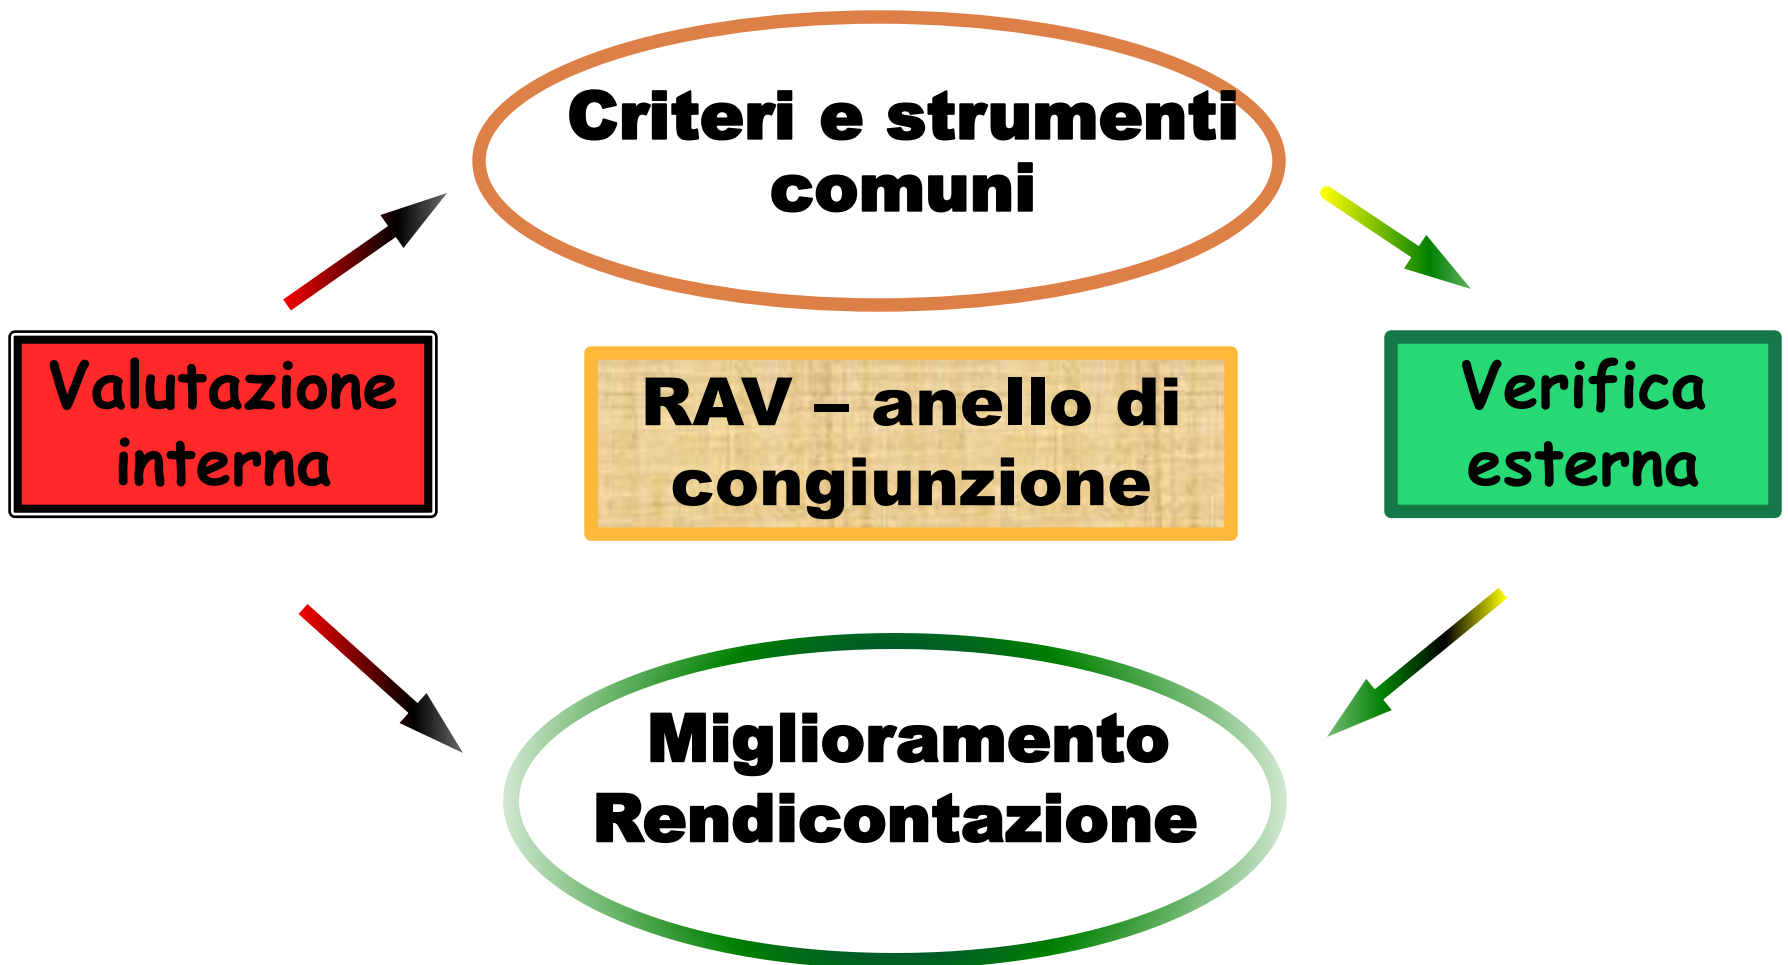 Criteri e strumenti
comuni
Valutazione
interna
RAV – anello di
congiunzione
Verifica
esterna
Miglioramento
Rendicontazione